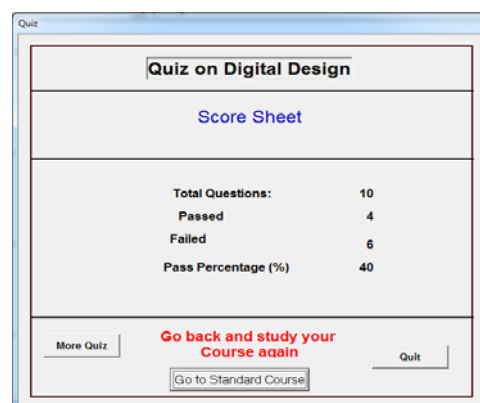 Quiz
Quiz on Digital Design
Score Sheet
Total Questions: 10
Passed 4
Failed 6
Pass Percentage (%) 40
More Quiz
Go back and study your
Course again
Quit
Go to Standard Course